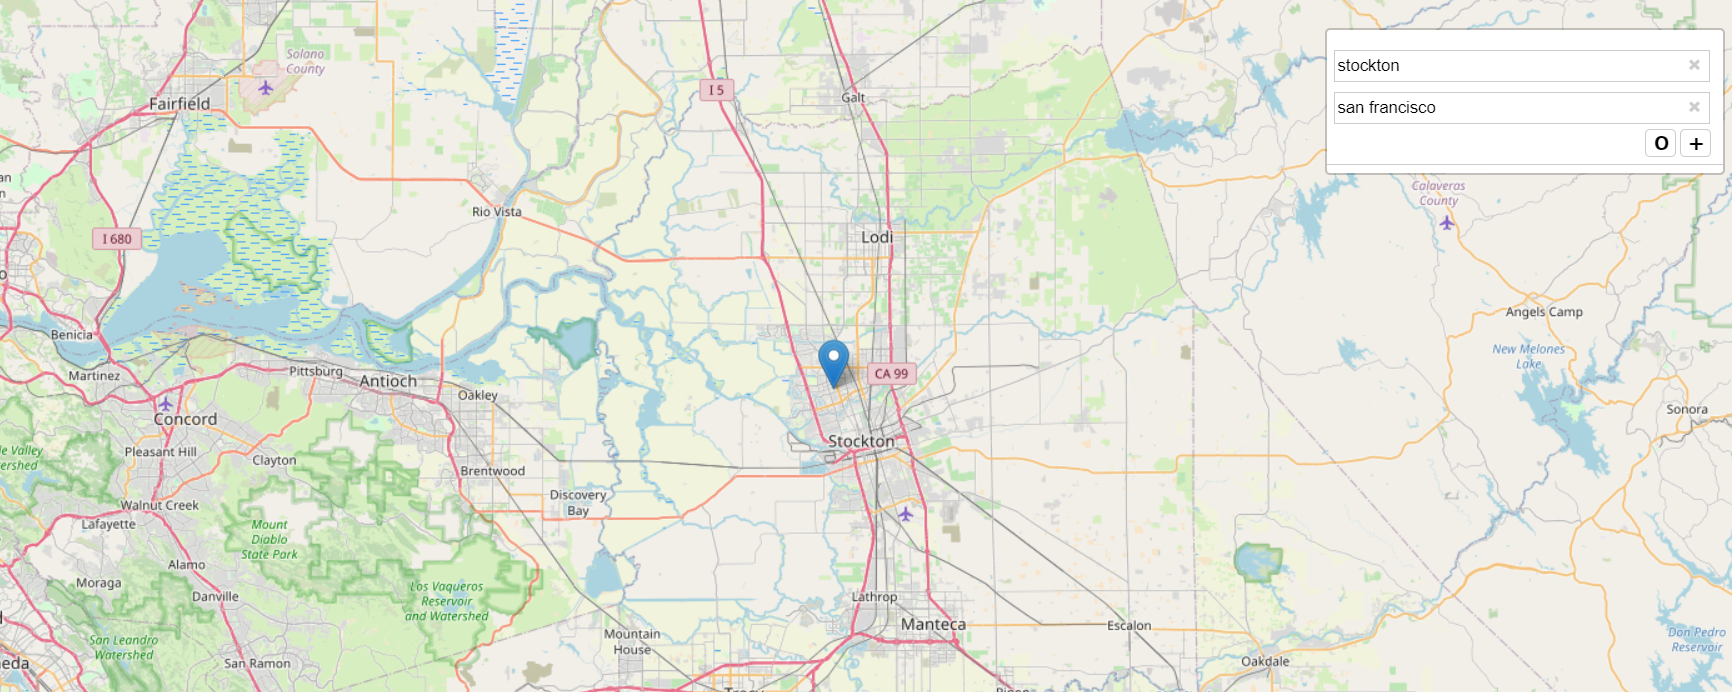 stockton
×
san francisco
×
O
+
Solano
County
Fairfield
I 5
Galt
Calaveras
County
Rio Vista
I 680
Lodi
Benicia
Angels Camp
New Melones
Lake
Martinez
Pittsburg
Antioch
CA 99
Oakley
Sonora
Concord
Stockton
Pleasant Hill
Clayton
Brentwood
Discovery
Bay
Walnut Creek
Lafayette
Mount
Diablo
State Park
Alamo
Moraga
Danville
Los Vaqueros
Reservoir
and Watershed
Lathrop
Manteca
Escalon
Mountain
House
San Leandro
Watershed
San Ramon
Oakdale
Don Pedro
Reservoir